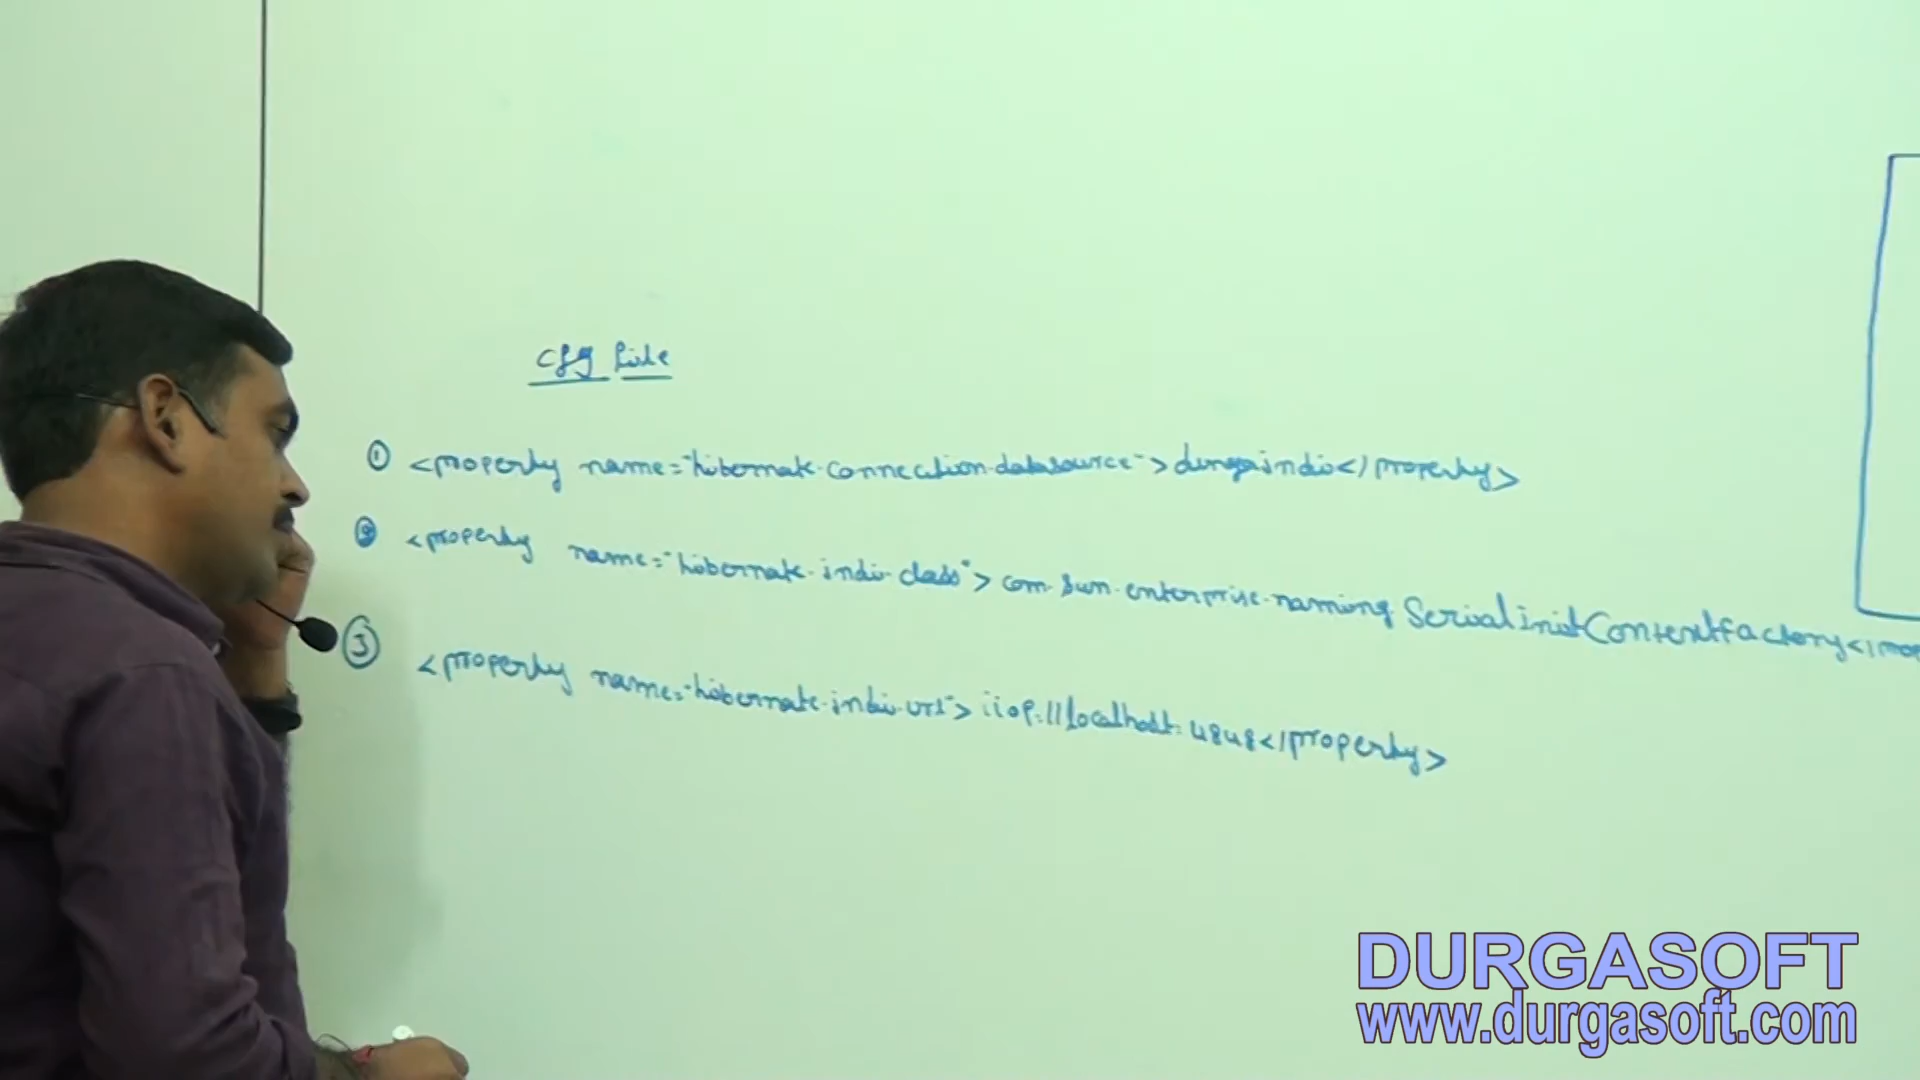 cfg file
① <property name="hibernate.connection.datasource">durgajndi</property>
② <property name="hibernate.jndi.class">com.sun.enterprise.naming.SerialinitContextfactory</prop
③ <property name="hibernate.jndi.url">iiop://localhost:4848</property>
DURGASOFT
www.durgasoft.com